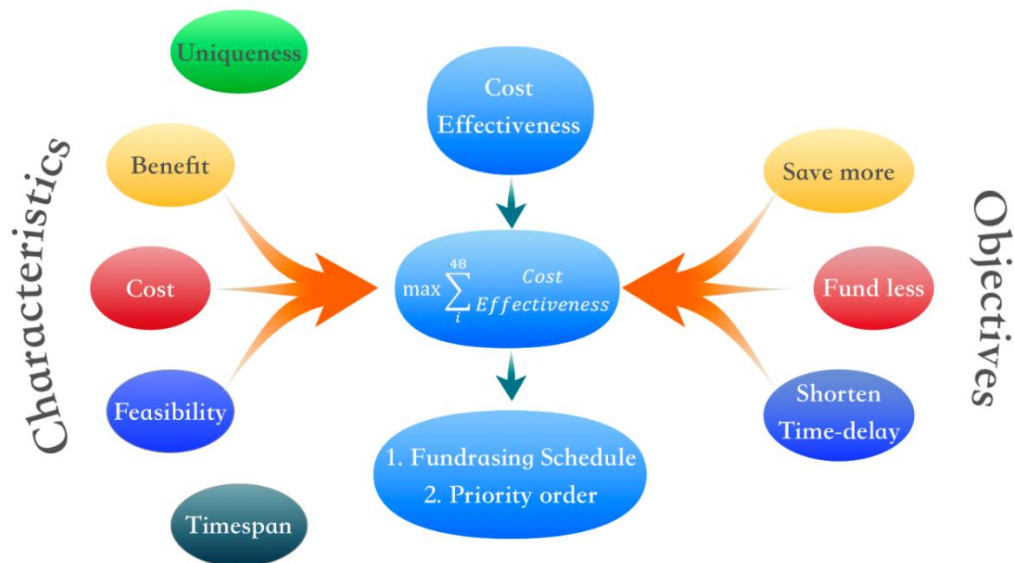 Characteristics
Uniqueness
Benefit
Cost
Feasibility
Timespan
Cost
Effectiveness
48
max ∑ Cost
Effectiveness
i
1. Fundrasing Schedule
2. Priority order
Save more
Fund less
Shorten
Time-delay
Objectives